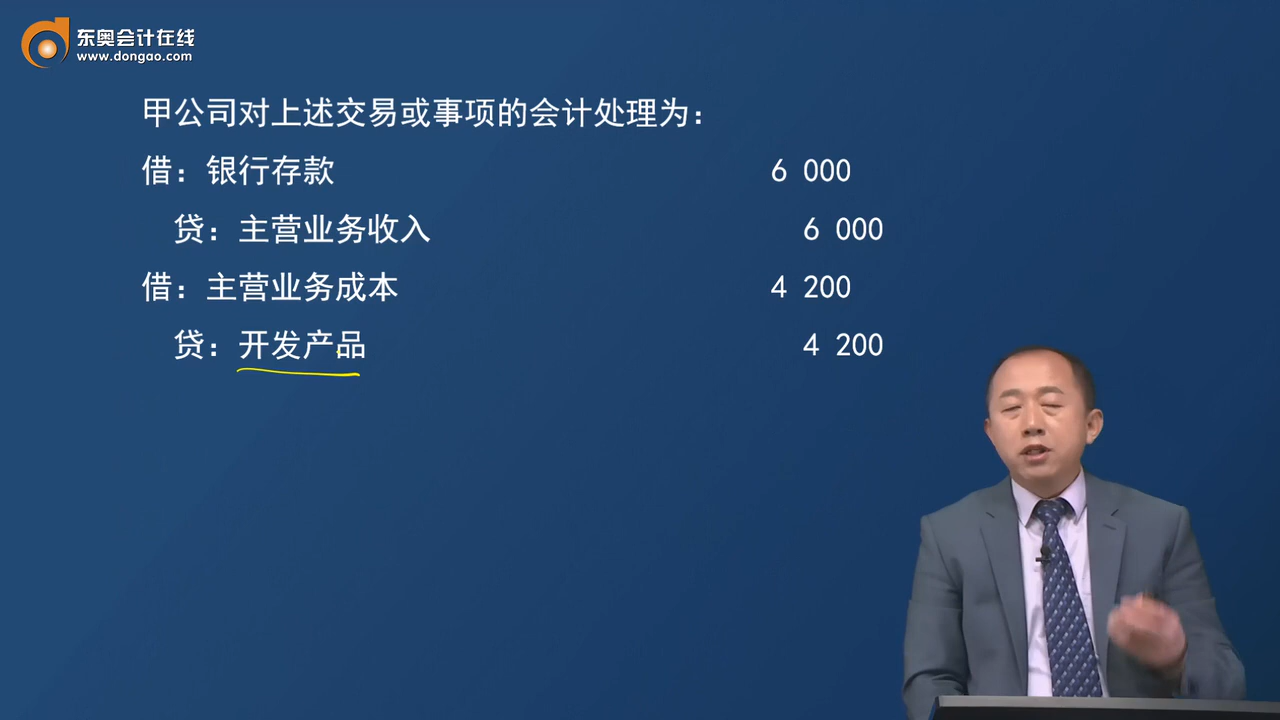 东奥会计在线
www.dongao.com
甲公司对上述交易或事项的会计处理为：
借：银行存款 6 000
贷：主营业务收入 6 000
借：主营业务成本 4 200
贷：开发产品 4 200